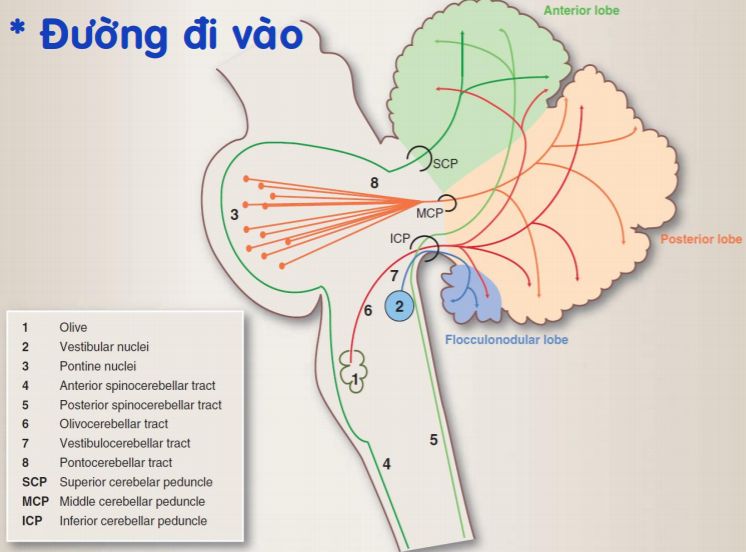 * Đường đi vào
Anterior lobe
SCP
8
3
MCP
ICP
Posterior lobe
7
6
2
Flocculonodular lobe
1
5
4
1 Olive
2 Vestibular nuclei
3 Pontine nuclei
4 Anterior spinocerebellar tract
5 Posterior spinocerebellar tract
6 Olivocerebellar tract
7 Vestibulocerebellar tract
8 Pontocerebellar tract
SCP Superior cerebelar peduncle
MCP Middle cerebellar peduncle
ICP Inferior cerebellar peduncle